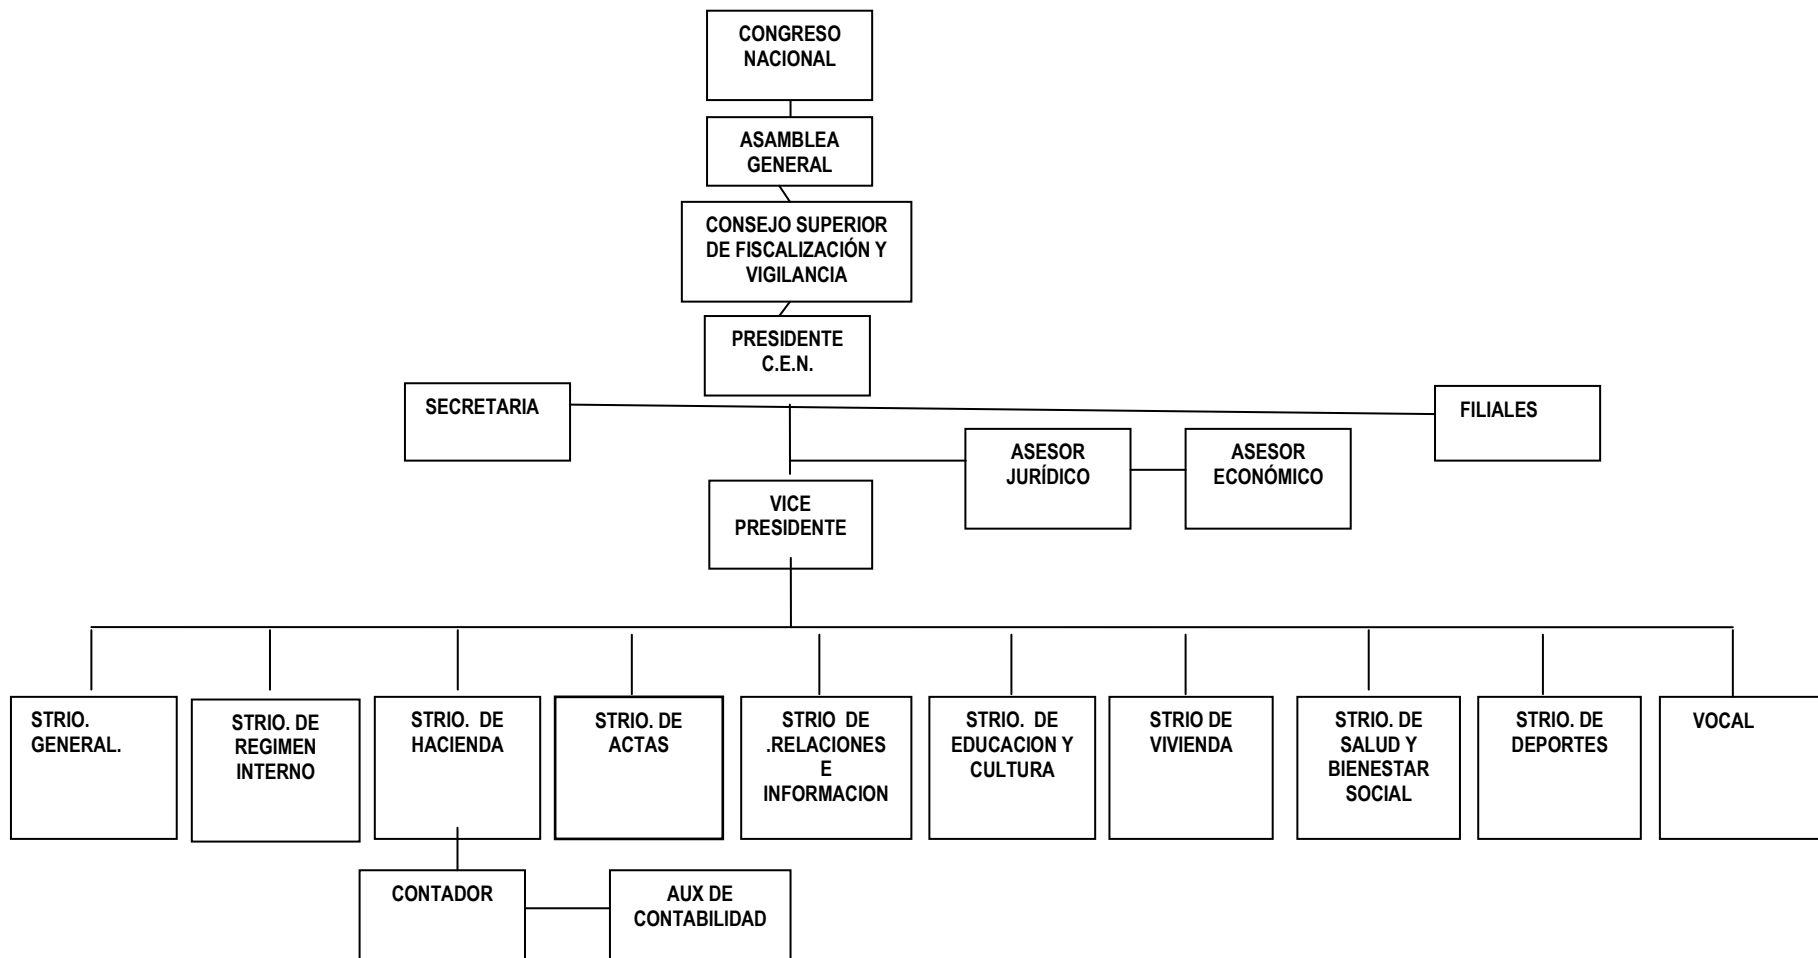 CONGRESO
NACIONAL
ASAMBLEA
GENERAL
CONSEJO SUPERIOR
DE FISCALIZACIÓN Y
VIGILANCIA
PRESIDENTE
C.E.N.
SECRETARIA
FILIALES
ASESOR
JURÍDICO
ASESOR
ECONÓMICO
VICE
PRESIDENTE
STRIO.
GENERAL.
STRIO. DE
REGIMEN
INTERNO
STRIO. DE
HACIENDA
STRIO. DE
ACTAS
STRIO DE
.RELACIONES
E
INFORMACION
STRIO. DE
EDUCACION Y
CULTURA
STRIO DE
VIVIENDA
STRIO. DE
SALUD Y
BIENESTAR
SOCIAL
STRIO. DE
DEPORTES
VOCAL
CONTADOR
AUX DE
CONTABILIDAD